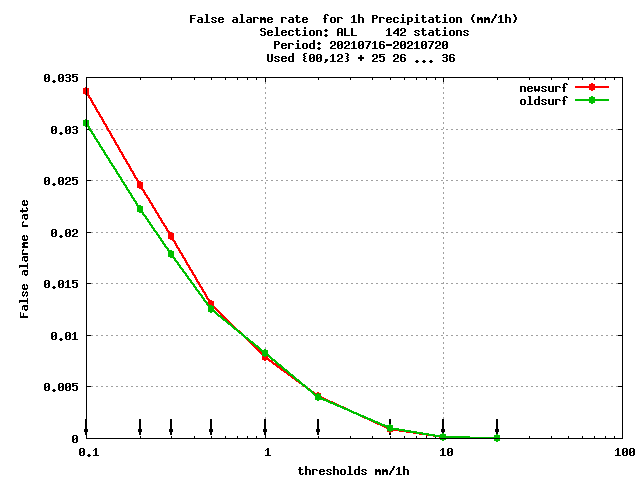 False alarme rate  for 1h Precipitation (mm/1h)
Selection: ALL    142 stations
Period: 20210716-20210720
Used {00,12} + 25 26 ... 36
newsurf
oldsurf
False alarme rate
0.035
0.03
0.025
0.02
0.015
0.01
0.005
0
0.1 1 10 100
thresholds mm/1h